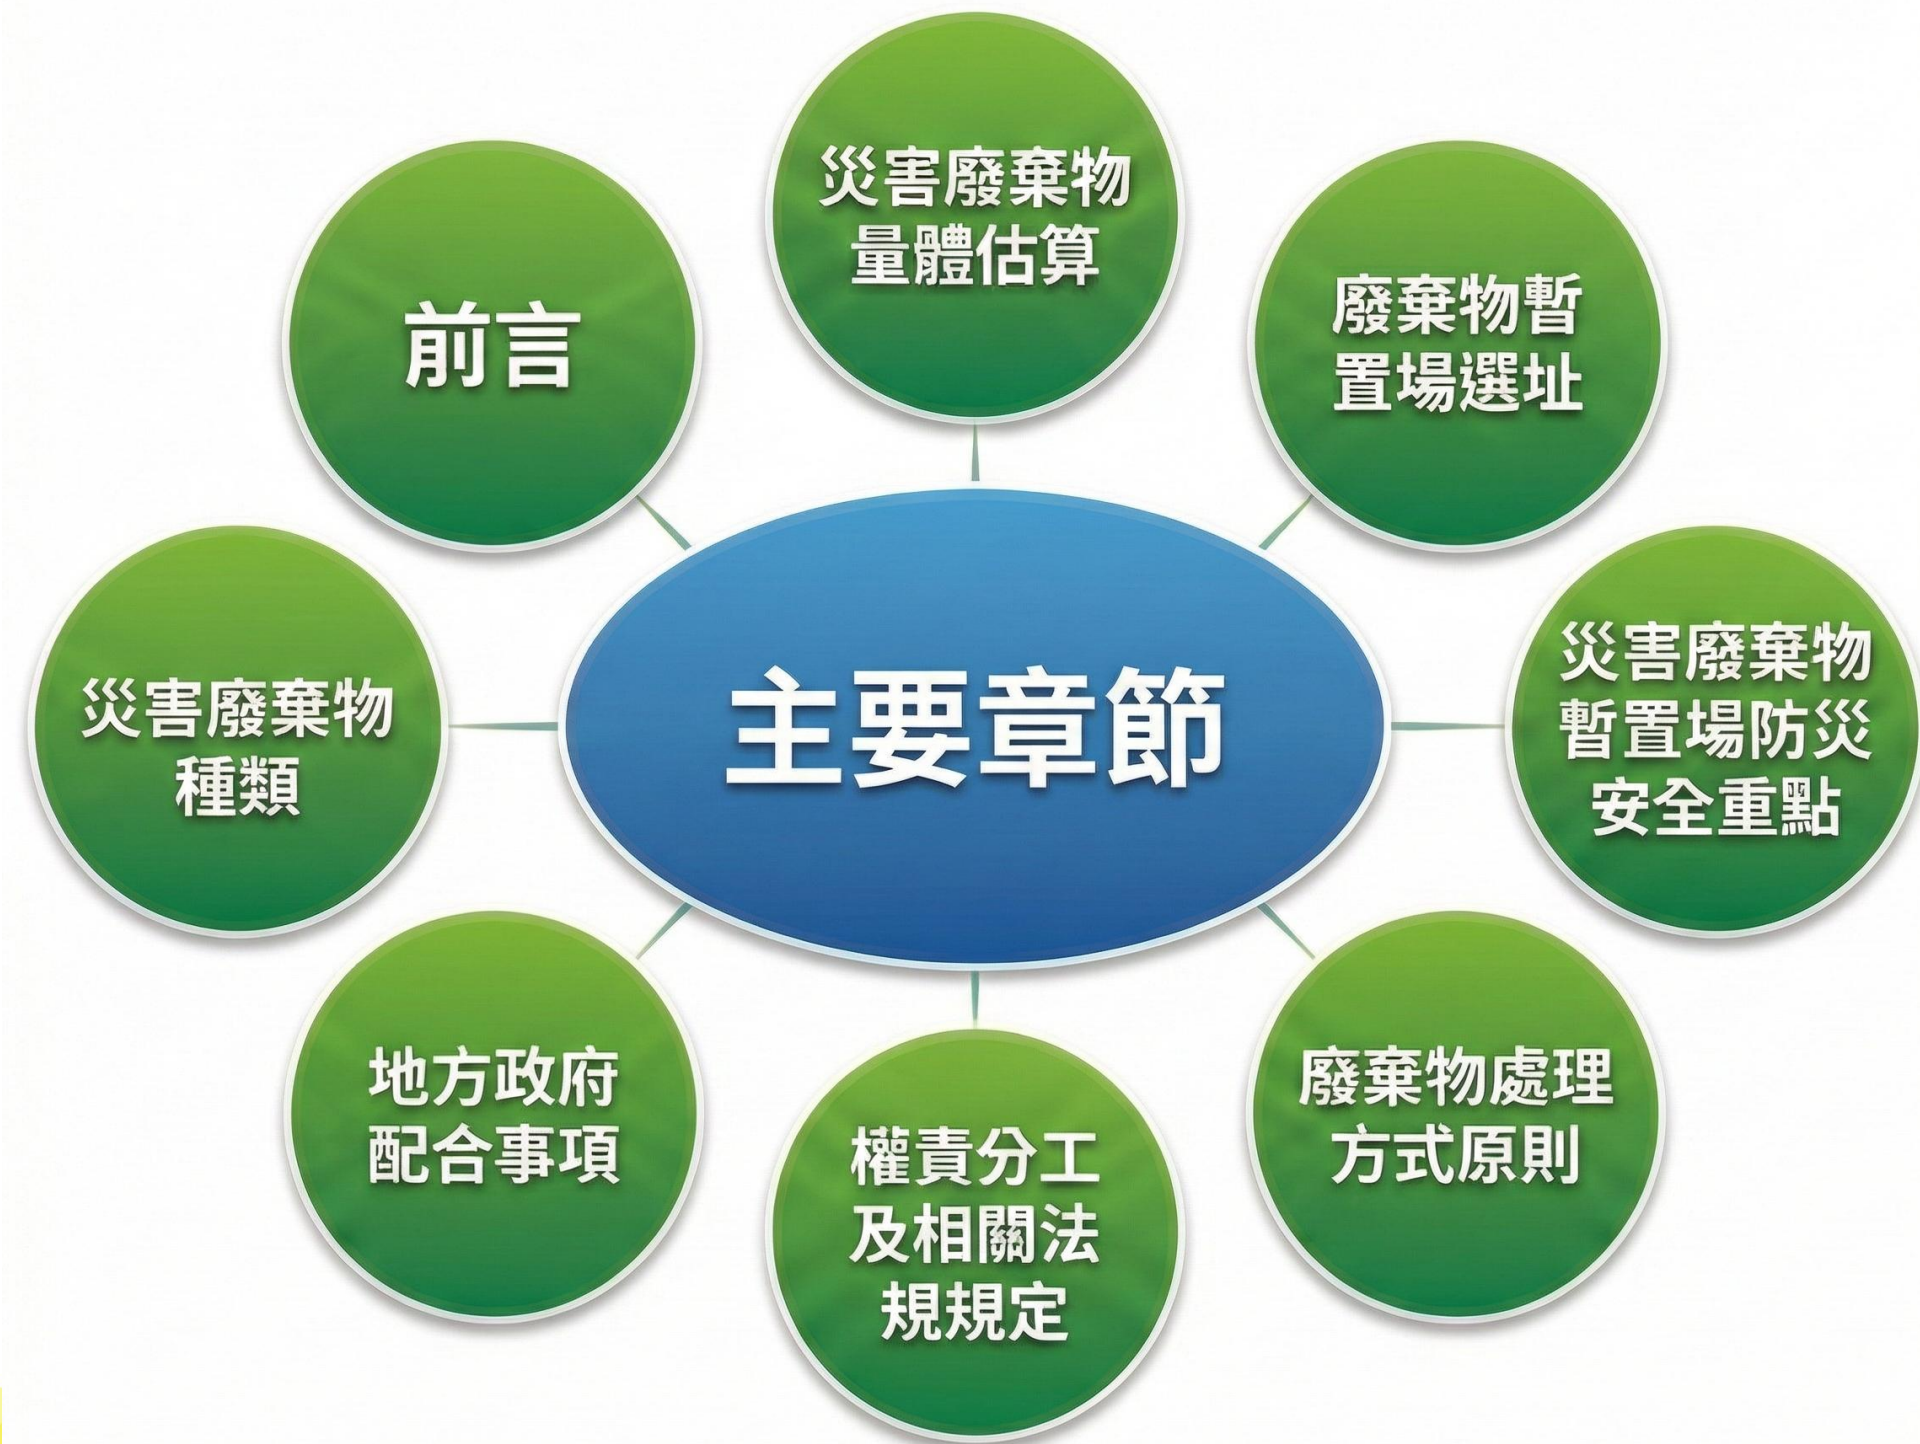 災害廢棄物
量體估算
前言
廢棄物暫
置場選址
災害廢棄物
種類
主要章節
災害廢棄物
暫置場防災
安全重點
地方政府
配合事項
權責分工
及相關法
規規定
廢棄物處理
方式原則